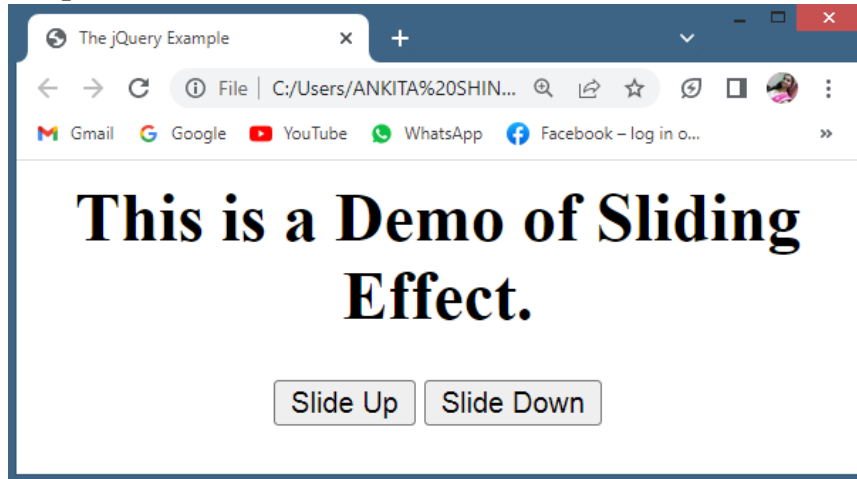 The jQuery Example
File | C:/Users/ANKITA%20SHIN...
Gmail Google YouTube WhatsApp Facebook – log in o...
This is a Demo of Sliding
Effect.
Slide Up Slide Down